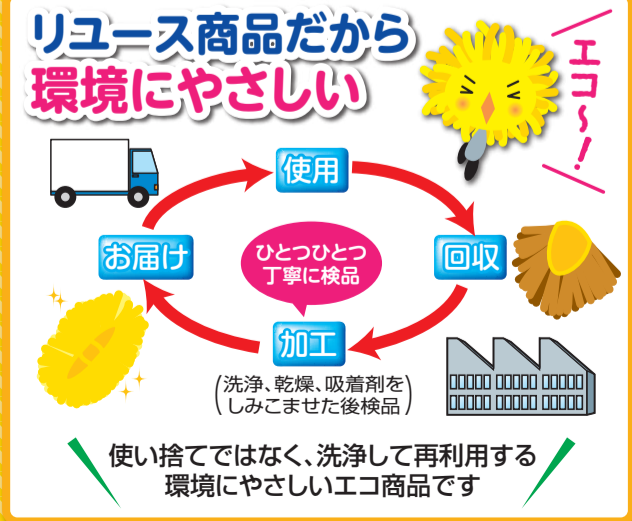 リユース商品だから
環境にやさしい
エコ～！
使用
お届け
ひとつひとつ
丁寧に検品
回収
加工
(洗浄、乾燥、吸着剤を
しみこませた後検品)
使い捨てではなく、洗浄して再利用する
環境にやさしいエコ商品です